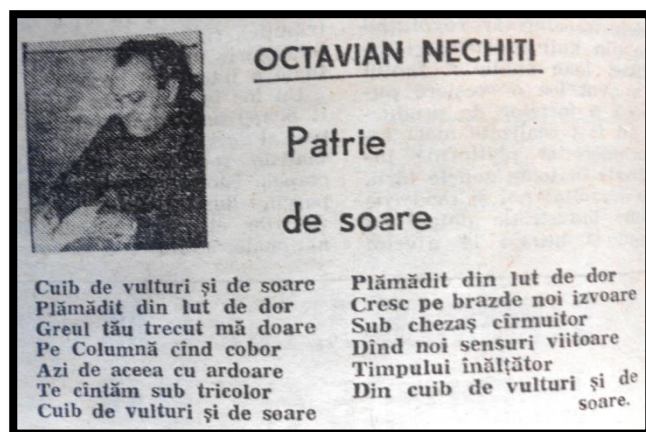 OCTAVIAN NECHITI
Patrie
de soare
Cuib de vulturi și de soare
Plămădit din lut de dor
Greul tău trecut mă doare
Pe Columnă cînd cobor
Azi de aceea cu ardoare
Te cîntăm sub tricolor
Cuib de vulturi și de soare
Plămădit din lut de dor
Cresc pe brazde noi izvoare
Sub chezaș cîrmuitor
Dînd noi sensuri viitoare
Timpului înălțător
Din cuib de vulturi și de
soare.